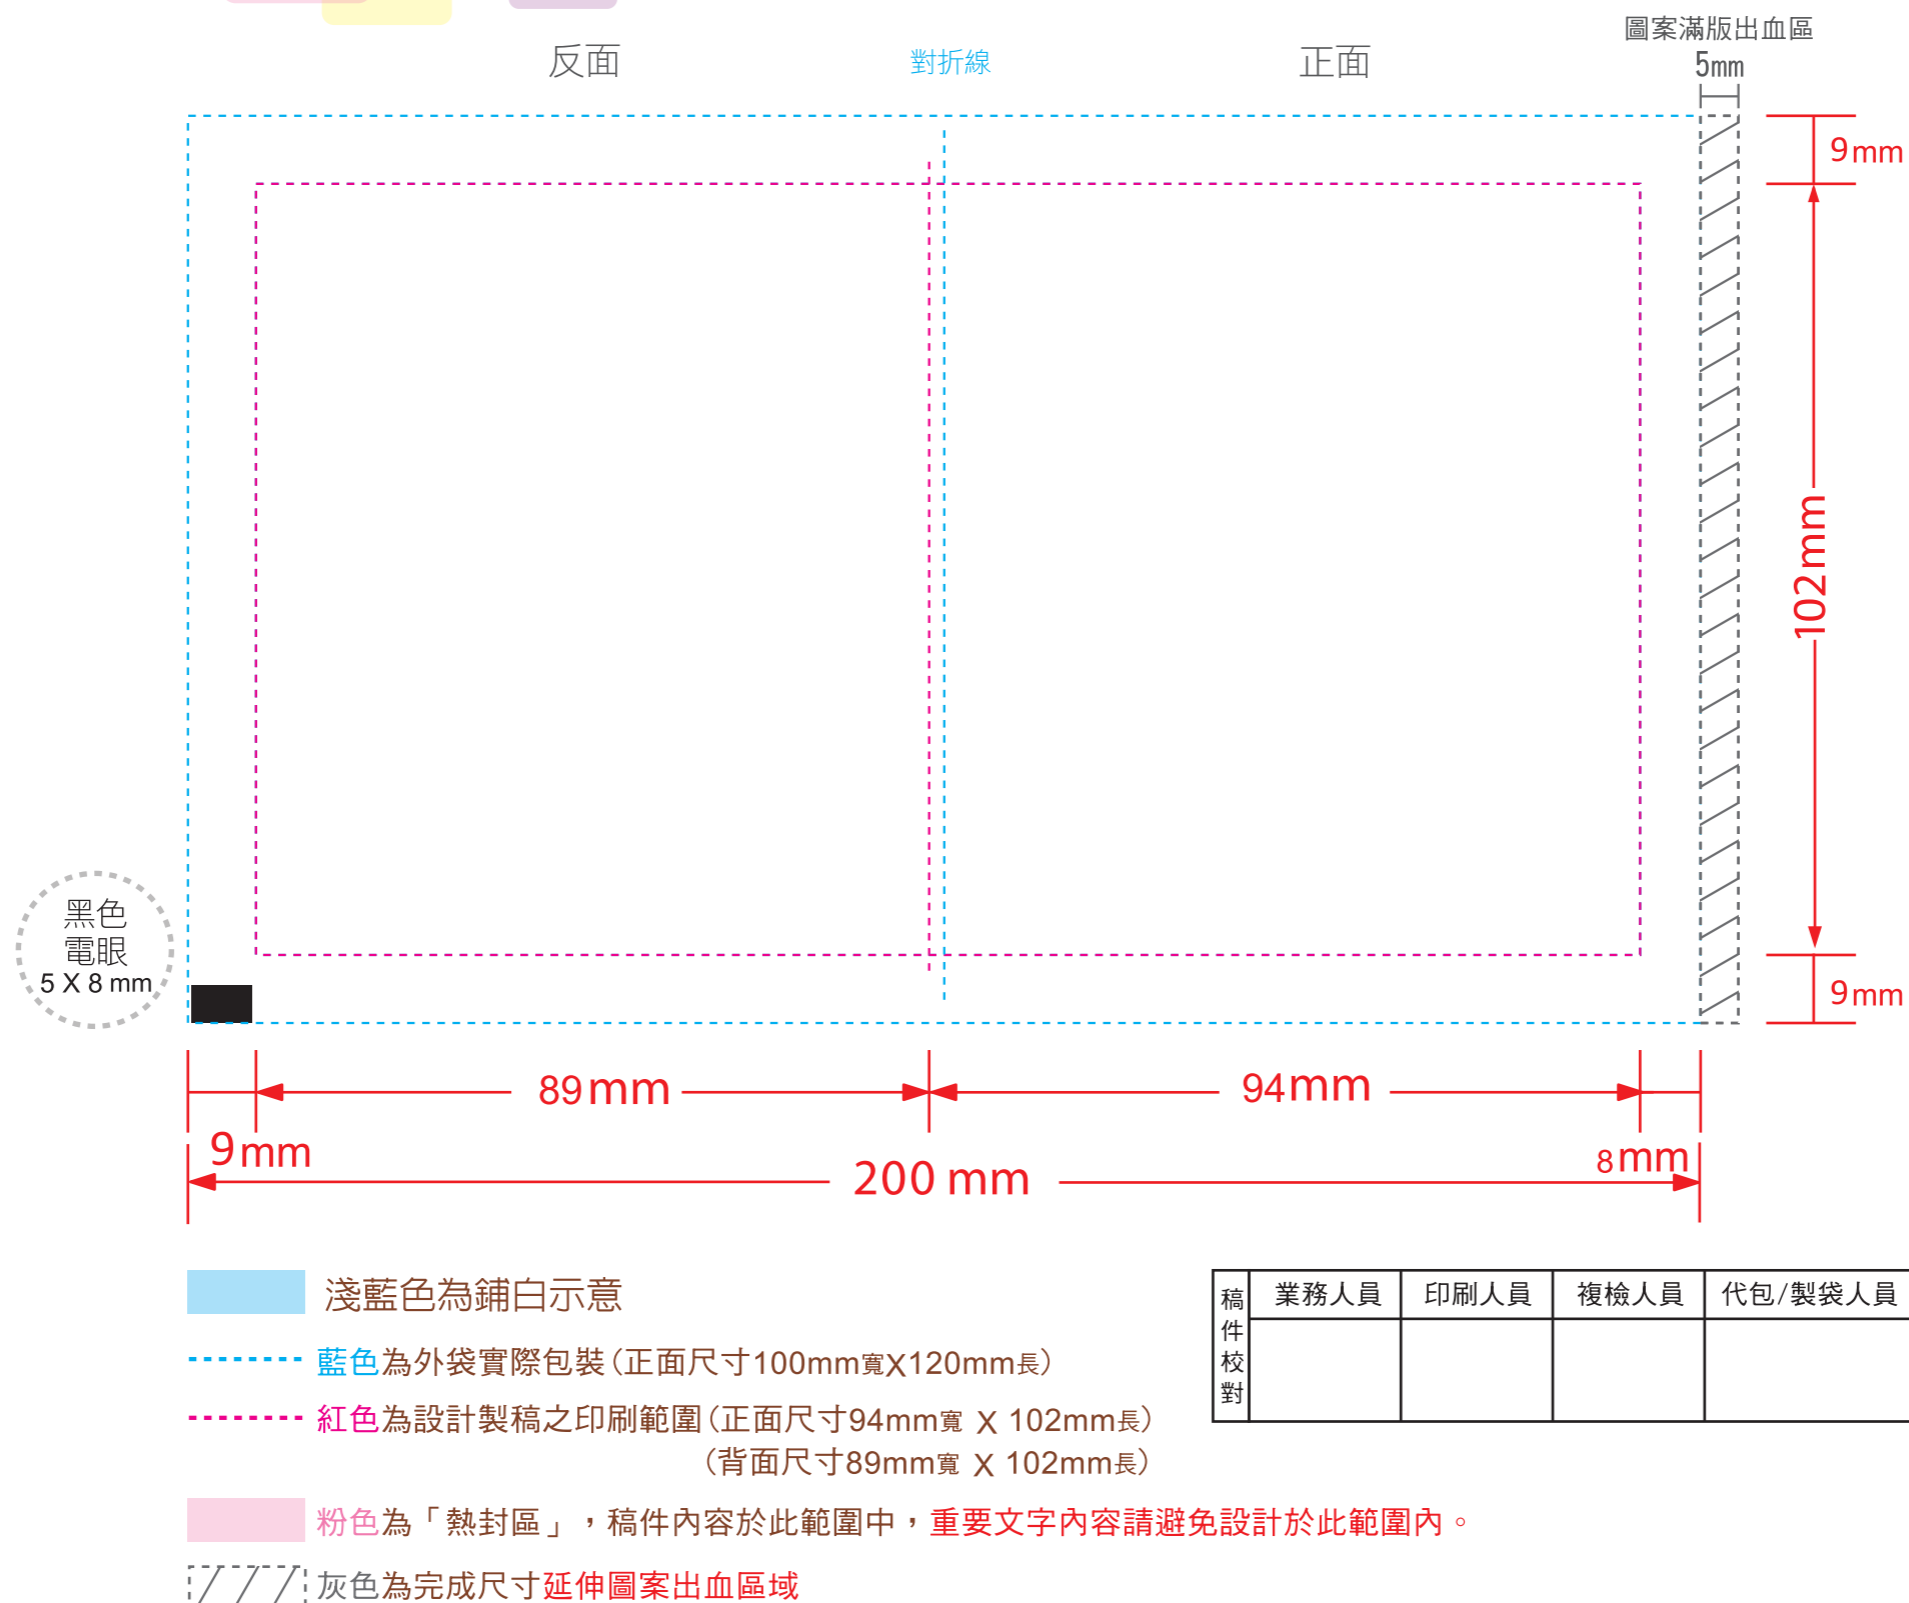 圖案滿版出血區
反面
對折線
正面
5mm
9mm
102mm
9mm
黑色
電眼
5 X 8 mm
89mm
94mm
9mm
8mm
200 mm
淺藍色為鋪白示意
藍色為外袋實際包裝(正面尺寸100mm寬X120mm長)
紅色為設計製稿之印刷範圍(正面尺寸94mm寬 X 102mm長)
(背面尺寸89mm寬 X 102mm長)
粉色為「熱封區」，稿件內容於此範圍中，重要文字內容請避免設計於此範圍內。
灰色為完成尺寸延伸圖案出血區域
稿件校對
業務人員
印刷人員
複檢人員
代包/製袋人員